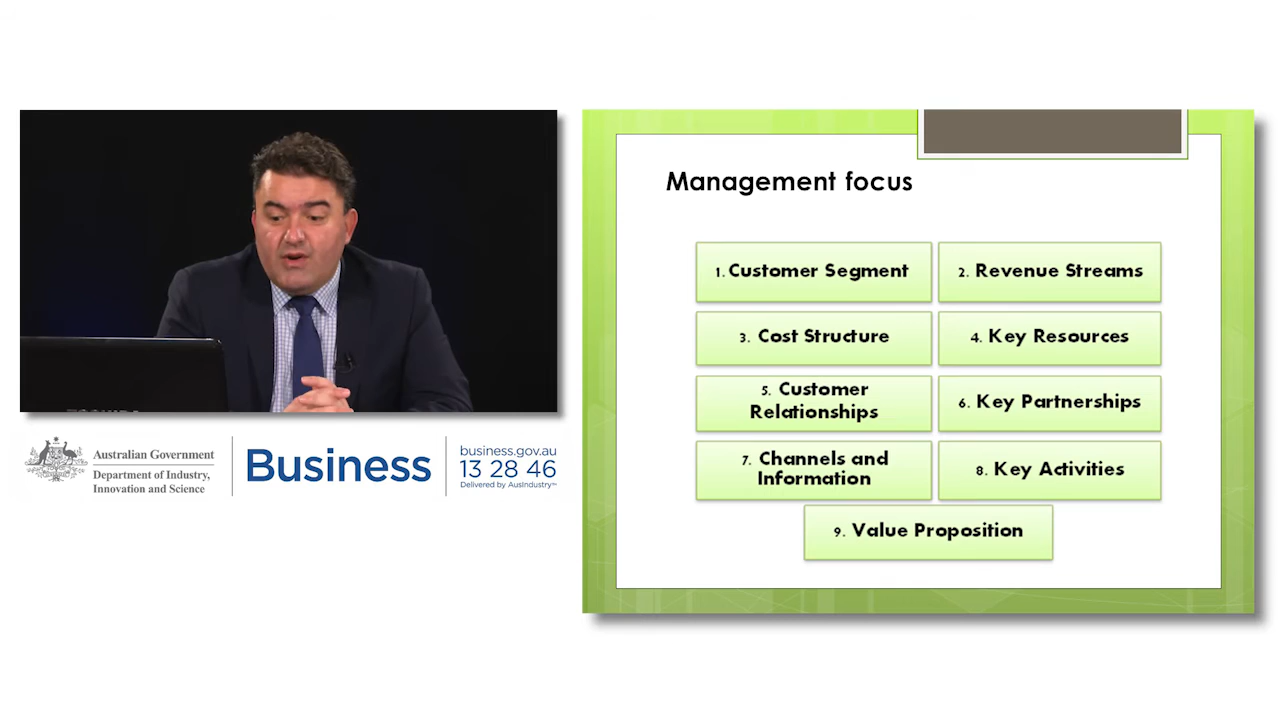 Australian Government
Department of Industry,
Innovation and Science
Business
business.gov.au
13 28 46
Delivered by AusIndustry™
Management focus
1. Customer Segment
2. Revenue Streams
3. Cost Structure
4. Key Resources
5. Customer
Relationships
6. Key Partnerships
7. Channels and
Information
8. Key Activities
9. Value Proposition